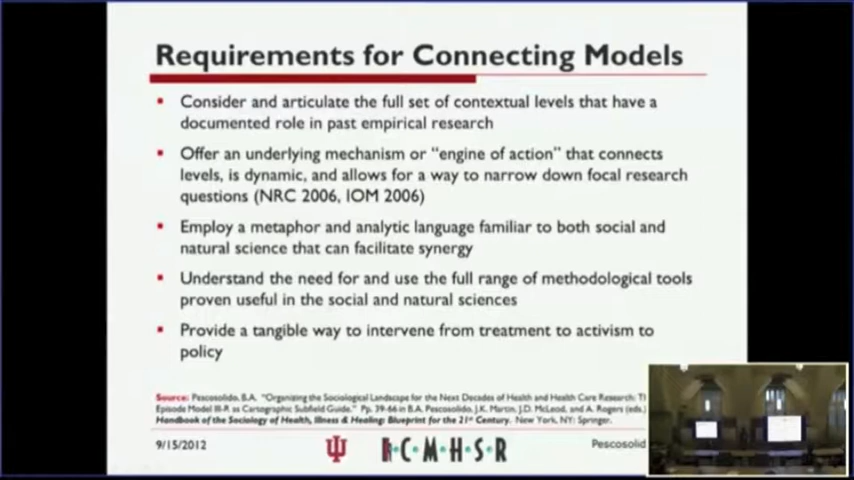 Requirements for Connecting Models
Consider and articulate the full set of contextual levels that have a
documented role in past empirical research
Offer an underlying mechanism or “engine of action” that connects
levels, is dynamic, and allows for a way to narrow down focal research
questions (NRC 2006, IOM 2006)
Employ a metaphor and analytic language familiar to both social and
natural science that can facilitate synergy
Understand the need for and use the full range of methodological tools
proven useful in the social and natural sciences
Provide a tangible way to intervene from treatment to activism to
policy
Source: Pescosolido, B.A. “Organizing the Sociological Landscape for the Next Decades of Health and Health Care Research: T
Episode Model III-R as Cartographic Subfield Guide.” Pp. 39-66 in B.A. Pescosolido, J.K. Martin, J.D. McLeod, and A. Rogers (eds.)
Handbook of the Sociology of Health, Illness & Healing: Blueprint for the 21st Century. New York, NY: Springer.
9/15/2012
I·C·M·H·S·R
Pescosolid